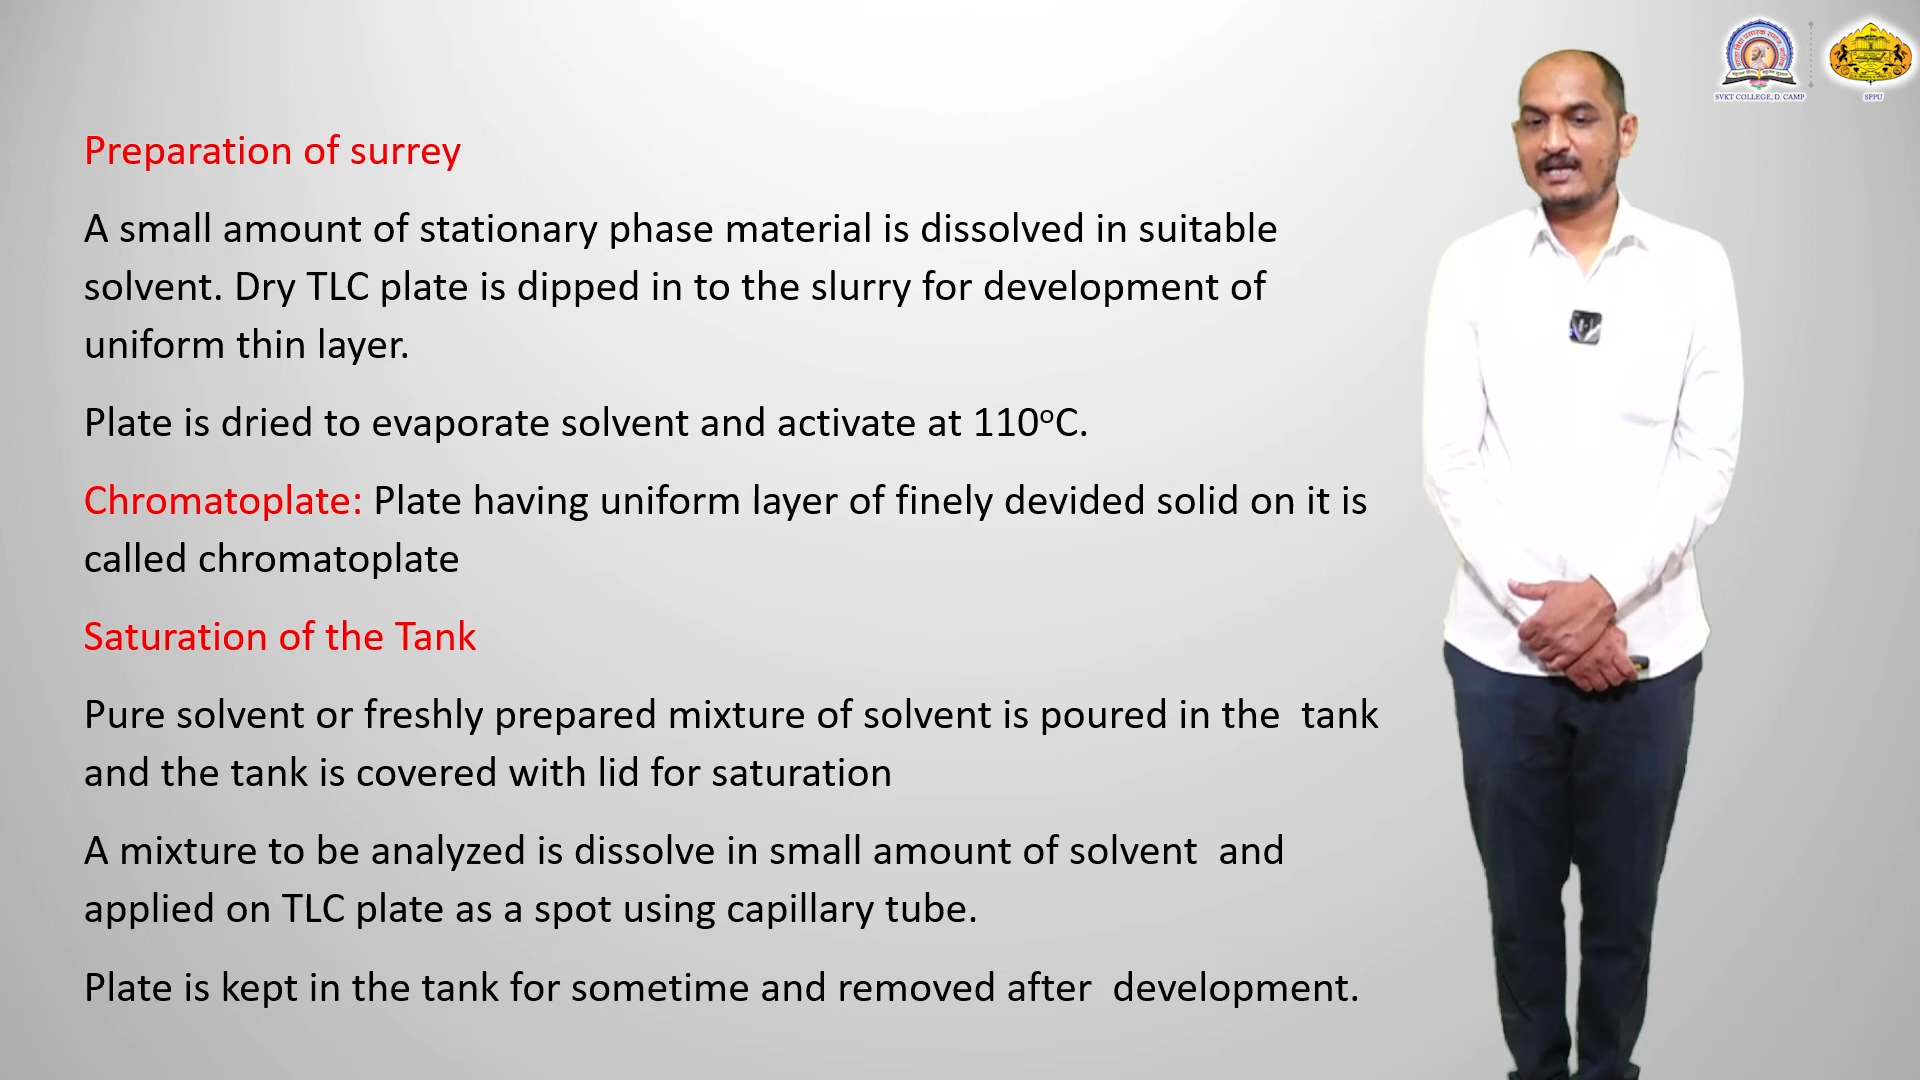 SVKT COLLEGE, D. CAMP
SPPU
Preparation of surrey
A small amount of stationary phase material is dissolved in suitable
solvent. Dry TLC plate is dipped in to the slurry for development of
uniform thin layer.
Plate is dried to evaporate solvent and activate at 110°C.
Chromatoplate: Plate having uniform layer of finely devided solid on it is
called chromatoplate
Saturation of the Tank
Pure solvent or freshly prepared mixture of solvent is poured in the  tank
and the tank is covered with lid for saturation
A mixture to be analyzed is dissolve in small amount of solvent  and
applied on TLC plate as a spot using capillary tube.
Plate is kept in the tank for sometime and removed after  development.